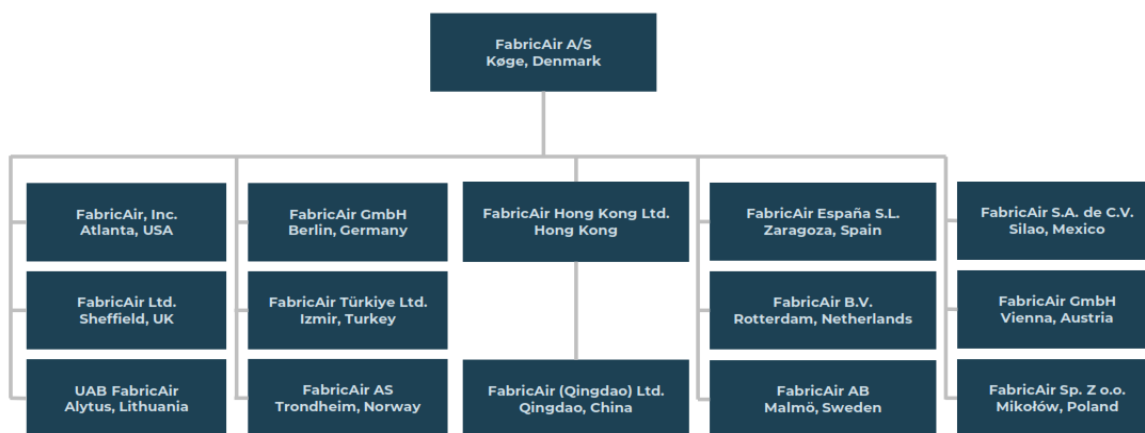 FabricAir A/S
Køge, Denmark
FabricAir, Inc.
Atlanta, USA
FabricAir GmbH
Berlin, Germany
FabricAir Hong Kong Ltd.
Hong Kong
FabricAir España S.L.
Zaragoza, Spain
FabricAir S.A. de C.V.
Silao, Mexico
FabricAir Ltd.
Sheffield, UK
FabricAir Türkiye Ltd.
Izmir, Turkey
FabricAir B.V.
Rotterdam, Netherlands
FabricAir GmbH
Vienna, Austria
UAB FabricAir
Alytus, Lithuania
FabricAir AS
Trondheim, Norway
FabricAir (Qingdao) Ltd.
Qingdao, China
FabricAir AB
Malmö, Sweden
FabricAir Sp. Z o.o.
Mikołów, Poland